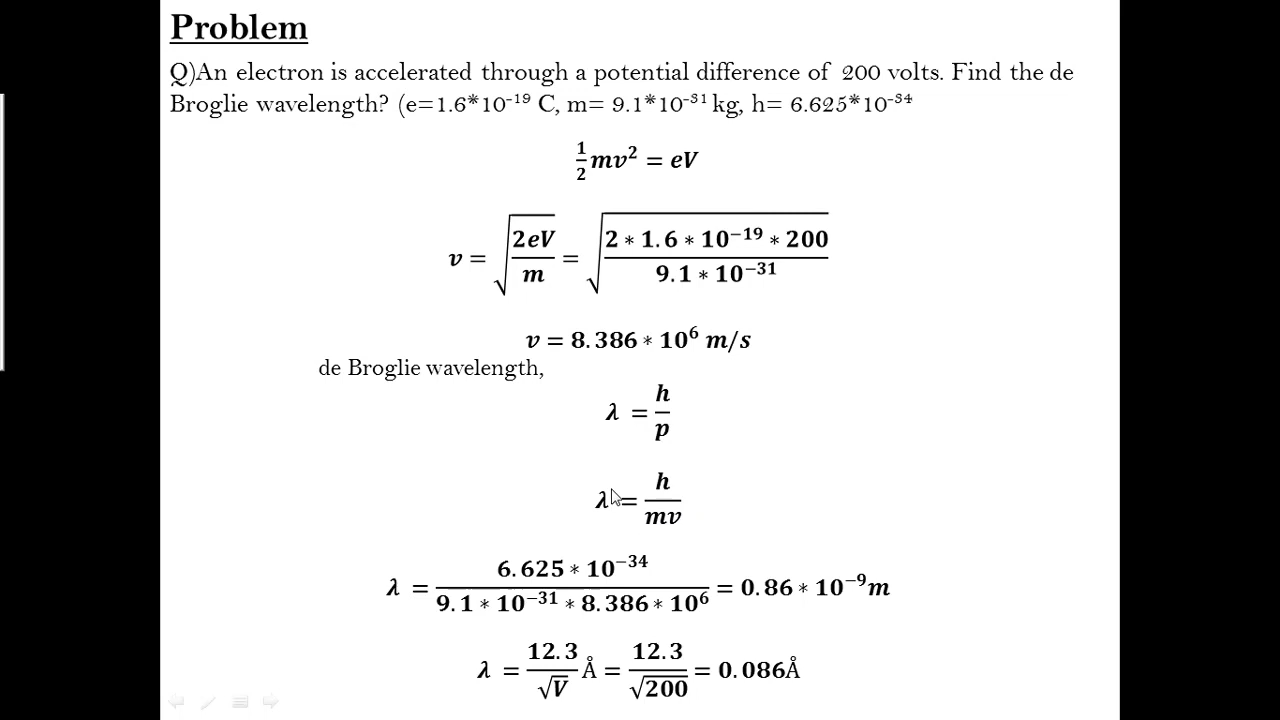 Problem
Q)An electron is accelerated through a potential difference of 200 volts. Find the de
Broglie wavelength? (e=1.6*10⁻¹⁹ C, m= 9.1*10⁻³¹ kg, h= 6.625*10⁻³⁴
½mv² = eV
v = √(2eV/m) = √((2 * 1.6 * 10⁻¹⁹ * 200)/(9.1 * 10⁻³¹))
v = 8.386 * 10⁶ m/s
de Broglie wavelength,
λ = h/p
λ = h/mv
λ = (6.625 * 10⁻³⁴)/(9.1 * 10⁻³¹ * 8.386 * 10⁶) = 0.86 * 10⁻⁹m
λ = 12.3/√V Å = 12.3/√200 = 0.086Å